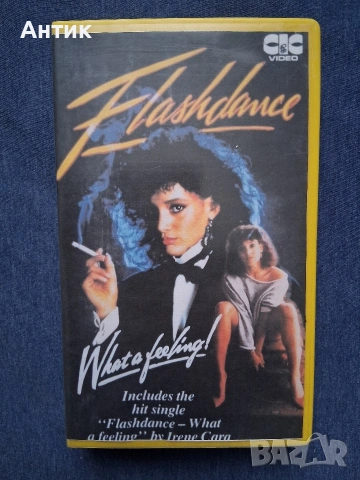 Антик
CIC
VIDEO
Flashdance
What a feeling!
Includes the
hit single
"Flashdance – What
a feeling" by Irene Cara
BAZAR